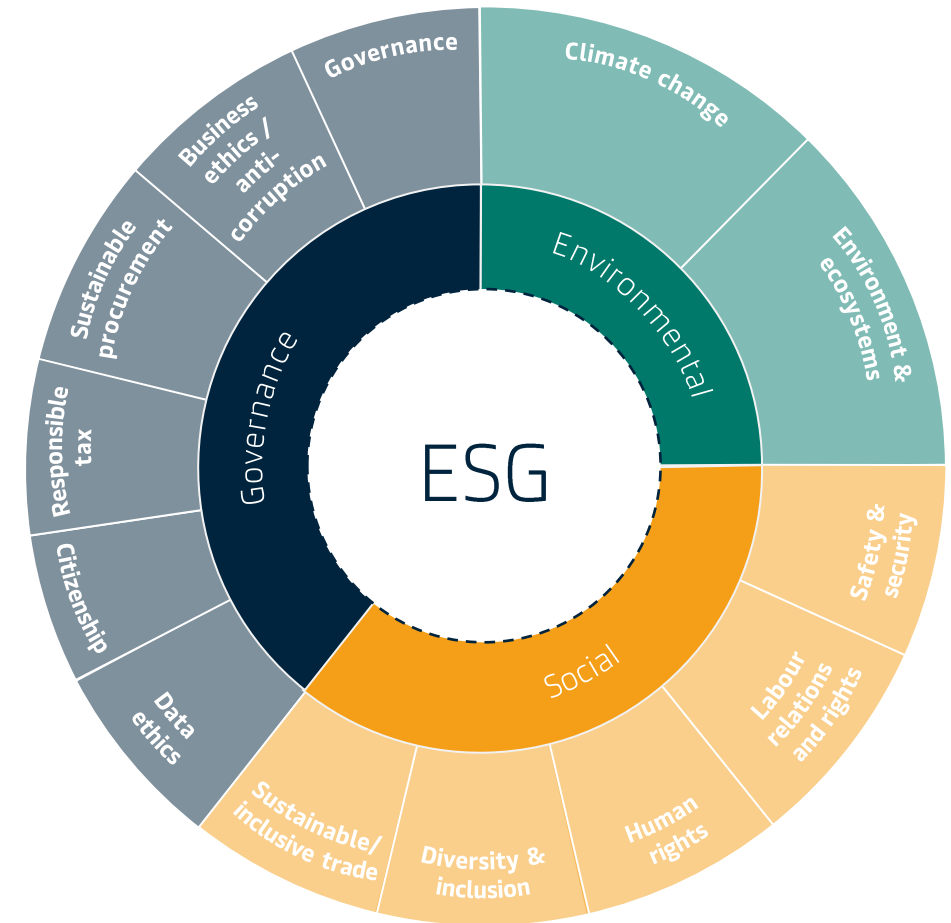 ESG
Environmental
Climate change
Environment &
ecosystems
Social
Safety &
security
Labour
relations
and rights
Human
rights
Diversity &
inclusion
Sustainable/
inclusive trade
Governance
Data
ethics
Citizenship
Responsible
tax
Sustainable
procurement
Business
ethics /
anti-
corruption
Governance